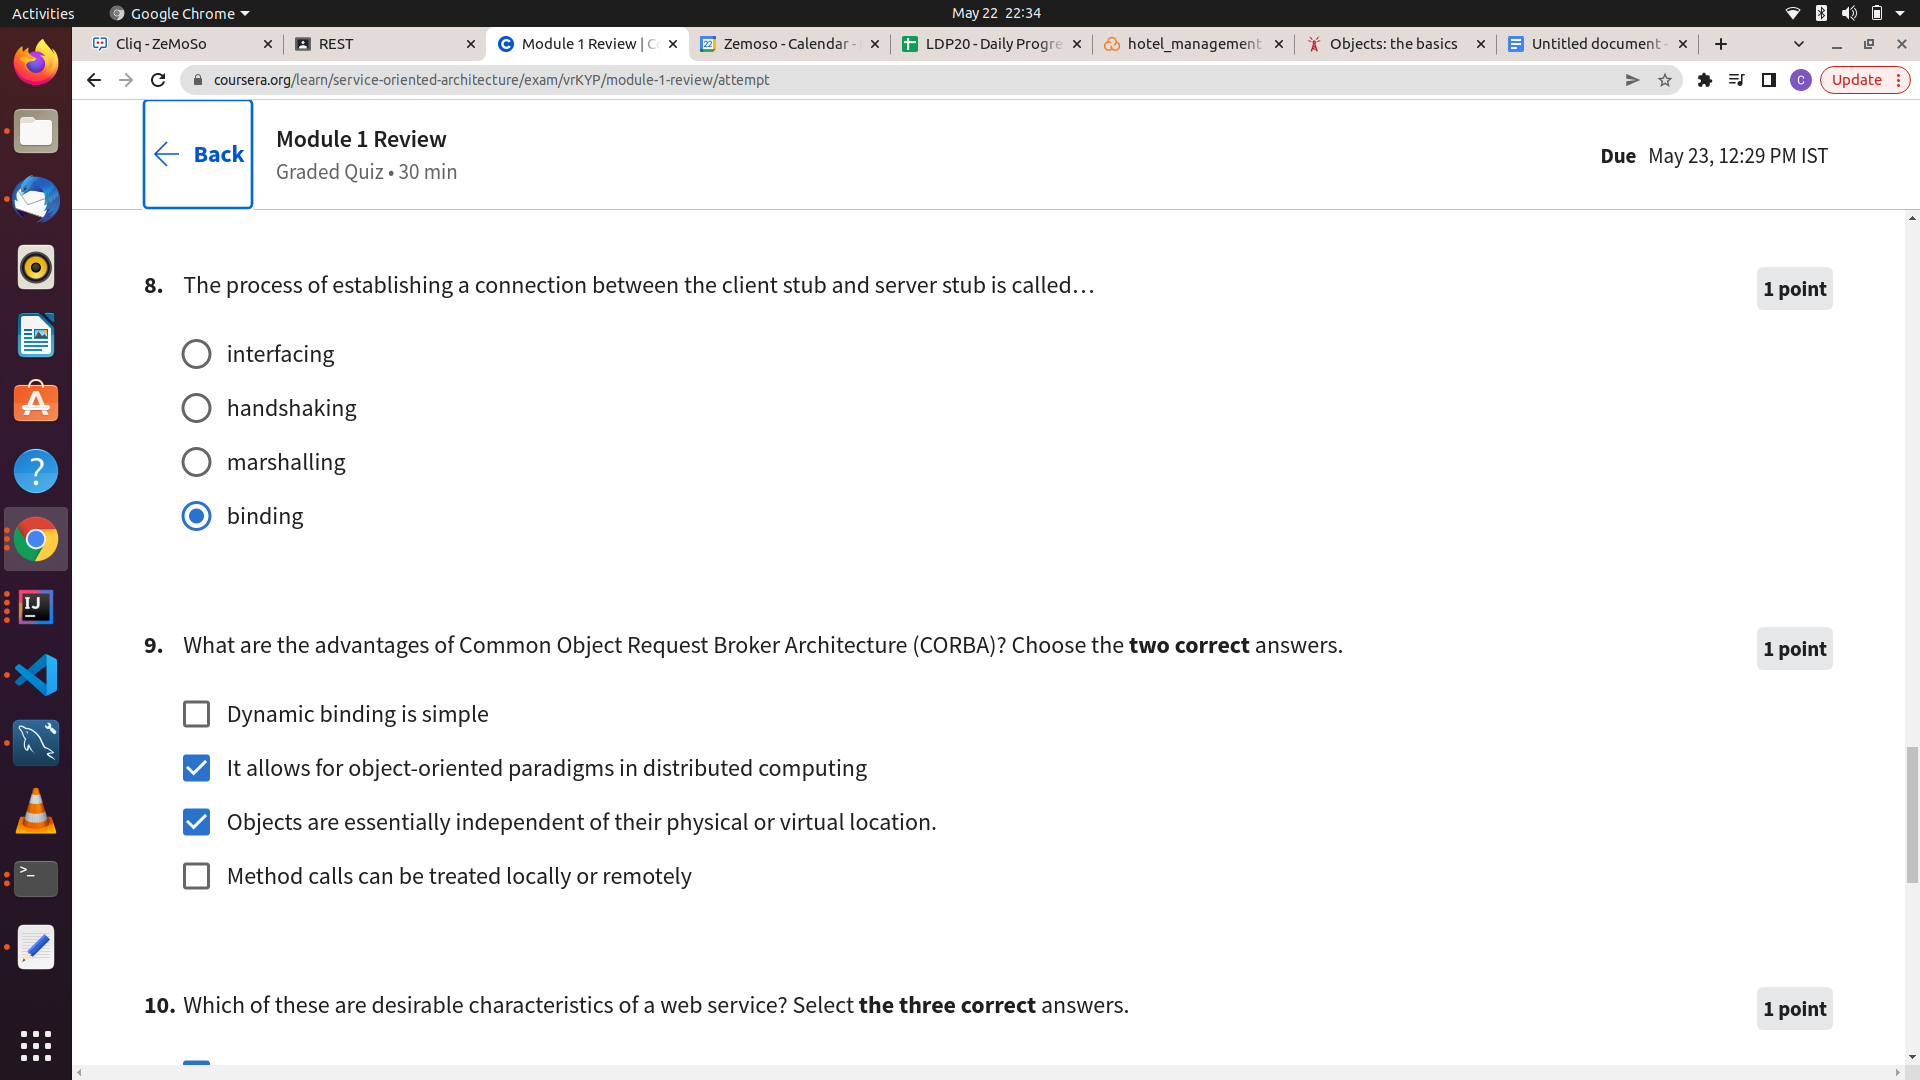 Activities
Google Chrome
May 22 22:34
Cliq - ZeMoSo
REST
Module 1 Review | C
Zemoso - Calendar -
LDP20 - Daily Progre
hotel_management
Objects: the basics
Untitled document -
coursera.org/learn/service-oriented-architecture/exam/vrKYP/module-1-review/attempt
C
Update
Back
Module 1 Review
Graded Quiz • 30 min
Due May 23, 12:29 PM IST
8. The process of establishing a connection between the client stub and server stub is called…
1 point
interfacing
handshaking
marshalling
binding
9. What are the advantages of Common Object Request Broker Architecture (CORBA)? Choose the two correct answers.
1 point
Dynamic binding is simple
It allows for object-oriented paradigms in distributed computing
Objects are essentially independent of their physical or virtual location.
Method calls can be treated locally or remotely
10. Which of these are desirable characteristics of a web service? Select the three correct answers.
1 point